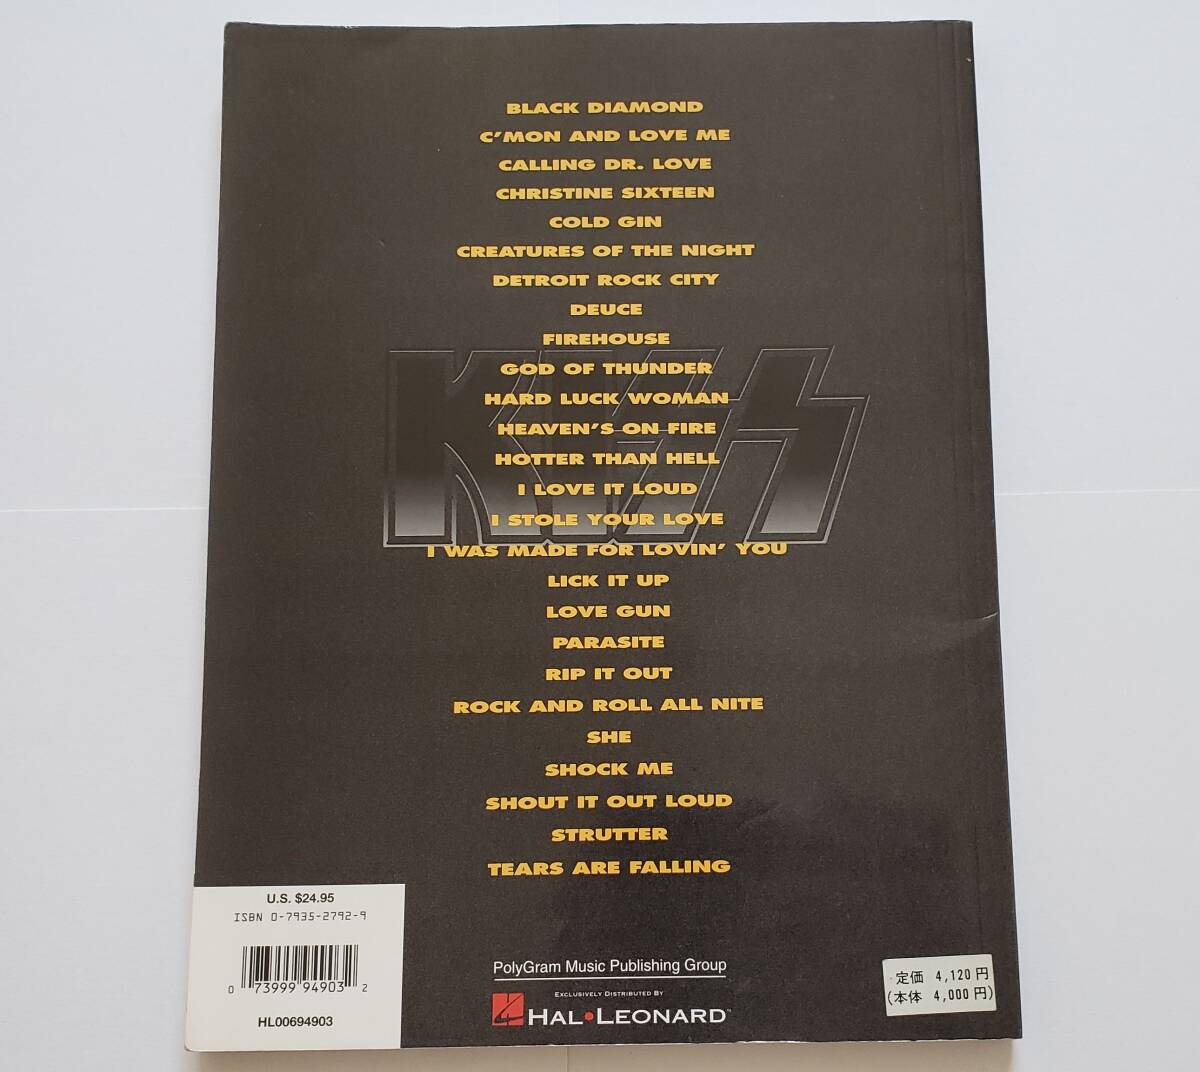 BLACK DIAMOND
C'MON AND LOVE ME
CALLING DR. LOVE
CHRISTINE SIXTEEN
COLD GIN
CREATURES OF THE NIGHT
DETROIT ROCK CITY
DEUCE
FIREHOUSE
GOD OF THUNDER
HARD LUCK WOMAN
HEAVEN'S ON FIRE
HOTTER THAN HELL
I LOVE IT LOUD
I STOLE YOUR LOVE
I WAS MADE FOR LOVIN' YOU
LICK IT UP
LOVE GUN
PARASITE
RIP IT OUT
ROCK AND ROLL ALL NITE
SHE
SHOCK ME
SHOUT IT OUT LOUD
STRUTTER
TEARS ARE FALLING
KISS
U.S. $24.95
ISBN 0-7935-2792-9
0 73999 94903 2
HL00694903
PolyGram Music Publishing Group
EXCLUSIVELY DISTRIBUTED BY
HAL•LEONARD™
定価 4,120円
(本体 4,000円)